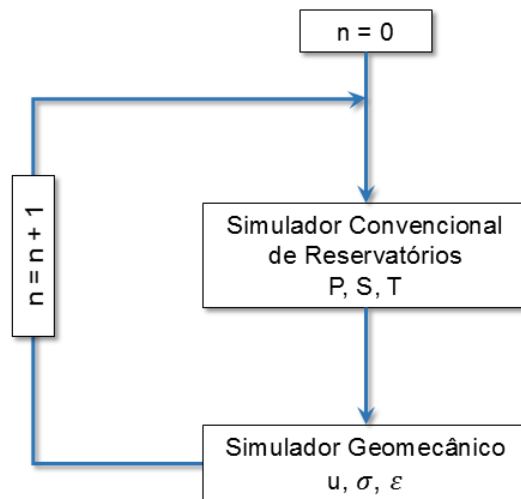 n = 0
n = n + 1
Simulador Convencional
de Reservatórios
P, S, T
Simulador Geomecânico
u, σ, ε